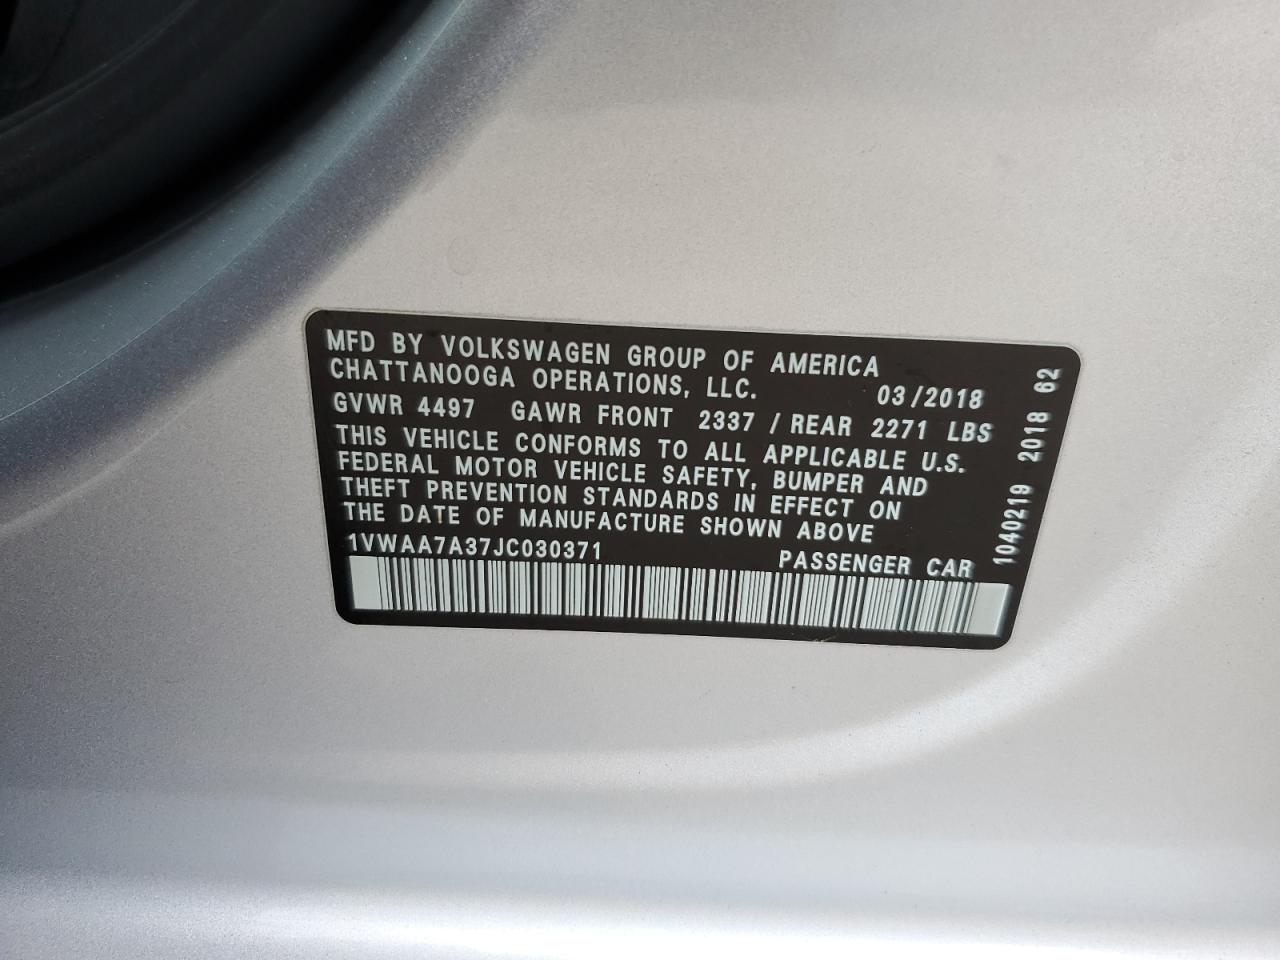 MFD BY VOLKSWAGEN GROUP OF AMERICA
CHATTANOOGA OPERATIONS, LLC. 03/2018
GVWR 4497 GAWR FRONT 2337 / REAR 2271 LBS
THIS VEHICLE CONFORMS TO ALL APPLICABLE U.S.
FEDERAL MOTOR VEHICLE SAFETY, BUMPER AND
THEFT PREVENTION STANDARDS IN EFFECT ON
THE DATE OF MANUFACTURE SHOWN ABOVE
1VWAA7A37JC030371 PASSENGER CAR
1040219 2018 62